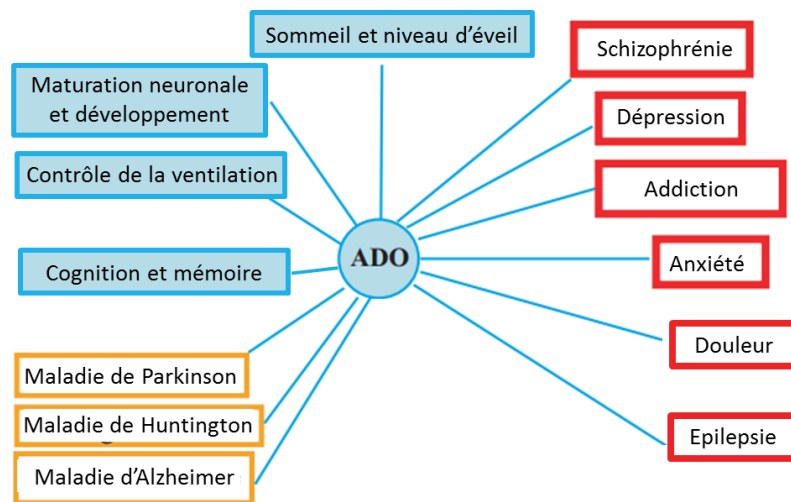 Sommeil et niveau d'éveil
Maturation neuronale
et développement
Contrôle de la ventilation
Cognition et mémoire
Maladie de Parkinson
Maladie de Huntington
Maladie d'Alzheimer
ADO
Schizophrénie
Dépression
Addiction
Anxiété
Douleur
Epilepsie